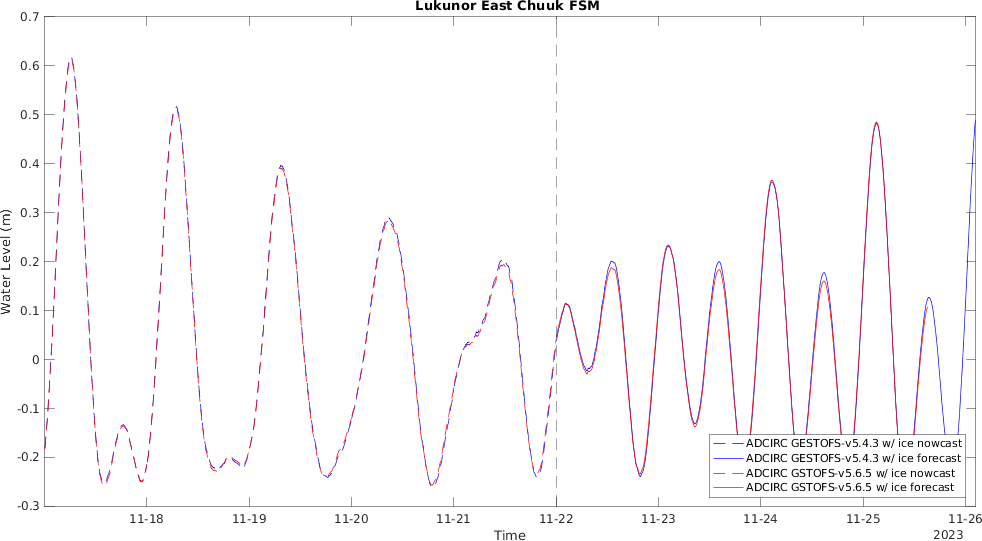 Lukunor East Chuuk FSM
0.7
0.6
0.5
0.4
0.3
0.2
0.1
0
-0.1
-0.2
-0.3
Water Level (m)
11-18 11-19 11-20 11-21 11-22 11-23 11-24 11-25 11-26
Time
2023
ADCIRC GESTOFS-v5.4.3 w/ ice nowcast
ADCIRC GESTOFS-v5.4.3 w/ ice forecast
ADCIRC GSTOFS-v5.6.5 w/ ice nowcast
ADCIRC GSTOFS-v5.6.5 w/ ice forecast